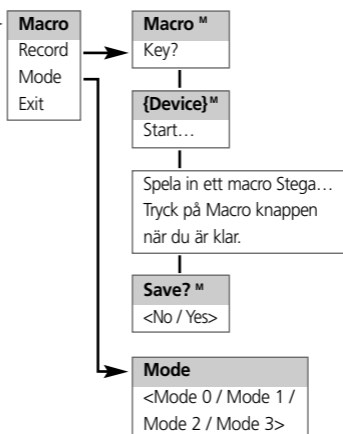 Macro
Record
Mode
Exit
Macro M
Key?
{Device} M
Start…
Spela in ett macro Stega…
Tryck på Macro knappen
när du är klar.
Save? M
<No / Yes>
Mode
<Mode 0 / Mode 1 /
Mode 2 / Mode 3>